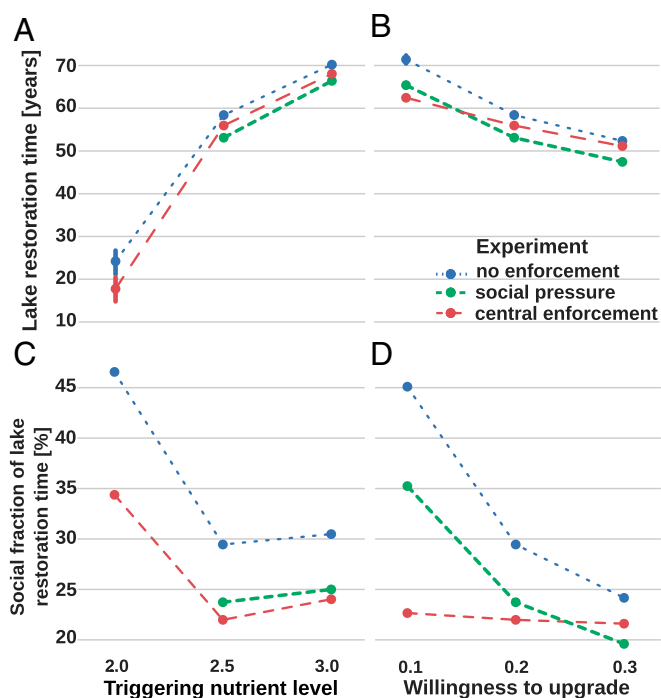 A
B
Lake restoration time [years]
70
60
50
40
30
20
10
Experiment
no enforcement
social pressure
central enforcement
C
D
Social fraction of lake
restoration time [%]
45
40
35
30
25
20
2.0
2.5
3.0
0.1
0.2
0.3
Triggering nutrient level
Willingness to upgrade